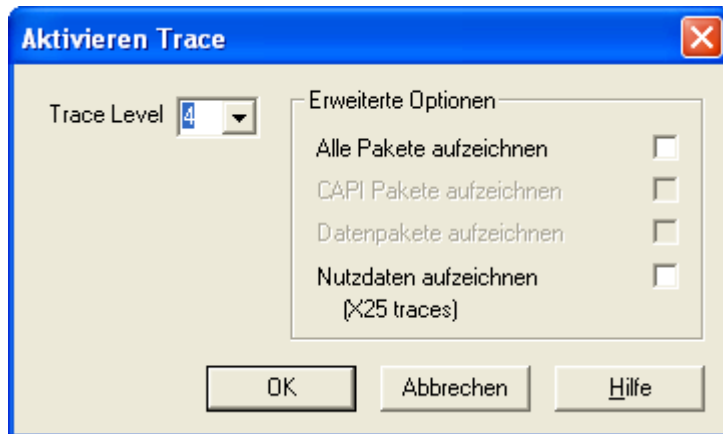 Aktivieren Trace
Trace Level 4
Erweiterte Optionen
Alle Pakete aufzeichnen
CAPI Pakete aufzeichnen
Datenpakete aufzeichnen
Nutzdaten aufzeichnen
(X25 traces)
OK
Abbrechen
Hilfe